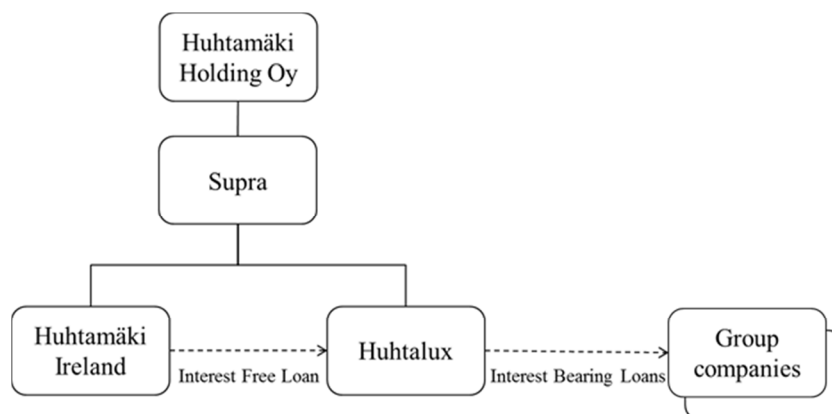 Huhtamäki
Holding Oy
Supra
Huhtamäki
Ireland
Interest Free Loan
Huhtalux
Interest Bearing Loans
Group
companies